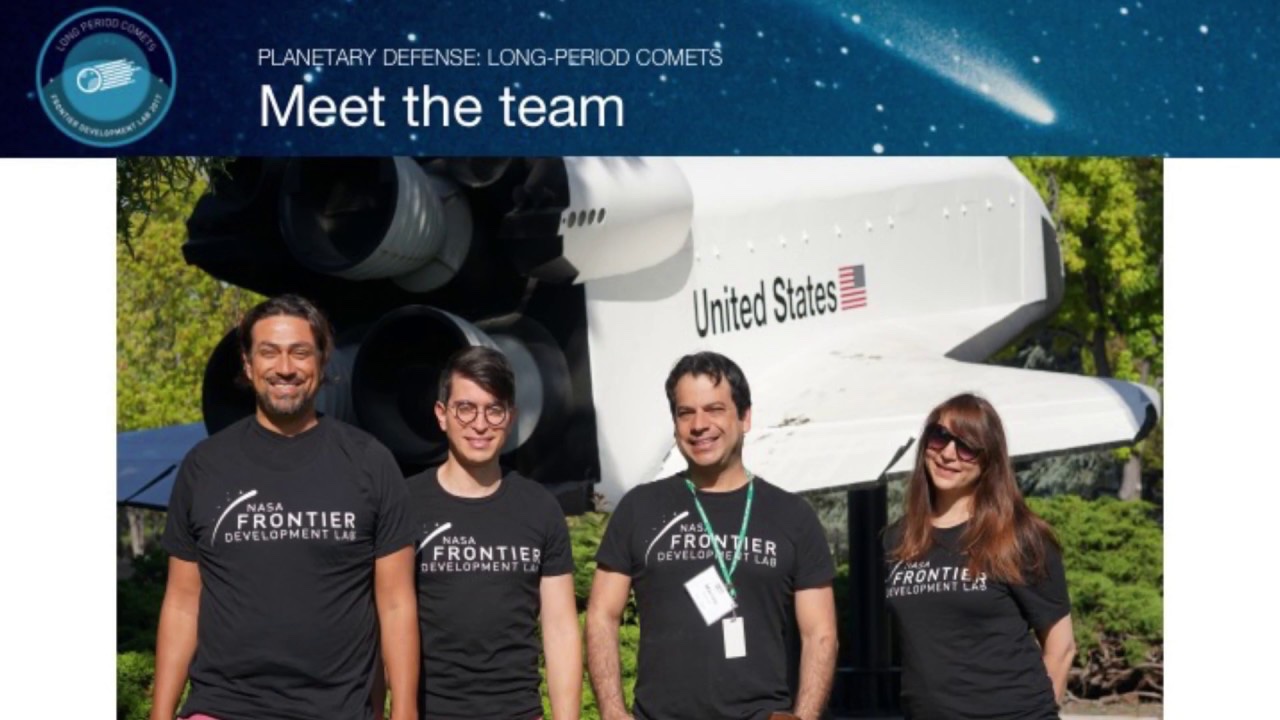 LONG PERIOD COMETS
FRONTIER DEVELOPMENT LAB 2017
PLANETARY DEFENSE: LONG-PERIOD COMETS
Meet the team
United States
NASA
FRONTIER
DEVELOPMENT LAB
NASA
FRONTIER
DEVELOPMENT LAB
NASA
FRONTIER
DEVELOPMENT LAB
NASA
FRONTIER
DEVELOPMENT LAB